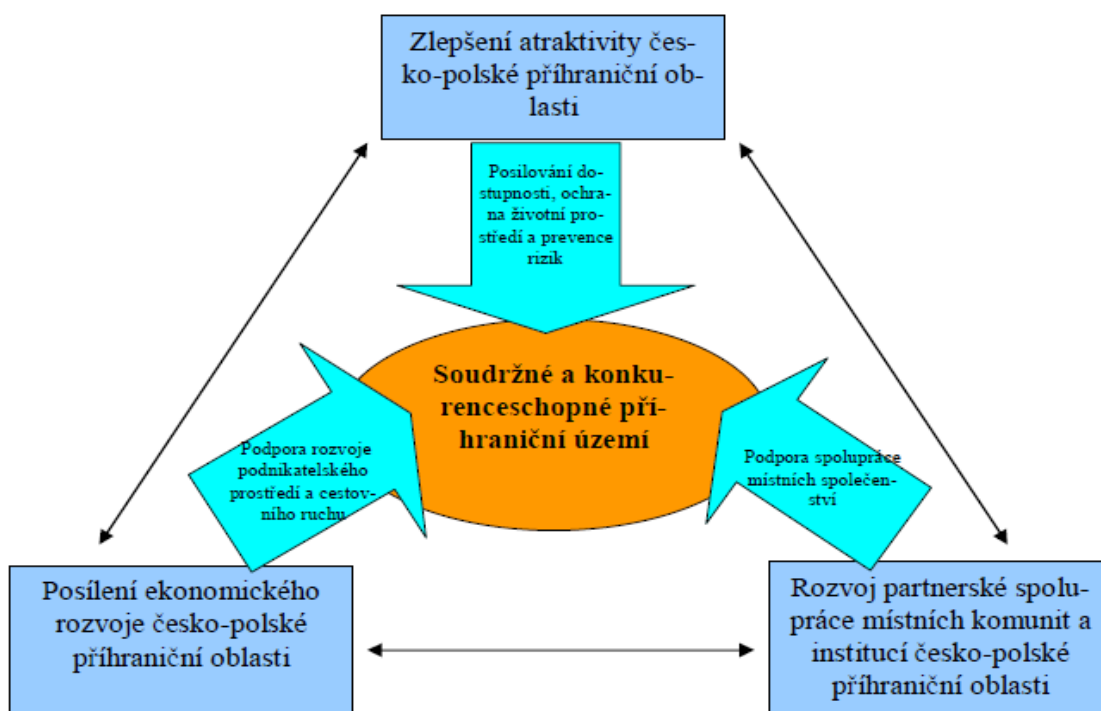 Zlepšení atraktivity čes-
ko-polské příhraniční ob-
lasti
Posilování do-
stupnosti, ochra-
na životní pro-
středí a prevence
rizik
Soudržné a konku-
renceschopné pří-
hraniční území
Podpora rozvoje
podnikatelského
prostředí a cestov-
ního ruchu
Podpora spolupráce
místních společen-
ství
Posílení ekonomického
rozvoje česko-polské
příhraniční oblasti
Rozvoj partnerské spolu-
práce místních komunit a
institucí česko-polské
příhraniční oblasti